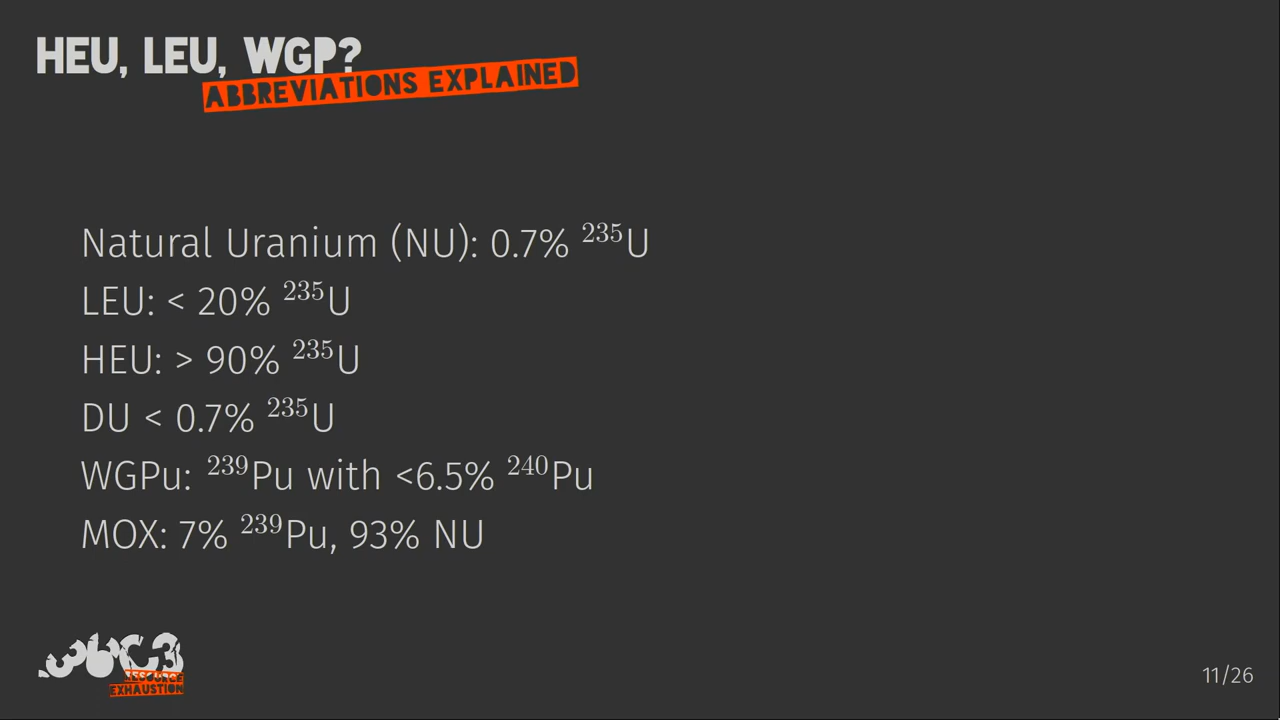 HEU, LEU, WGP?
ABBREVIATIONS EXPLAINED
Natural Uranium (NU): 0.7% ²³⁵U
LEU: < 20% ²³⁵U
HEU: > 90% ²³⁵U
DU < 0.7% ²³⁵U
WGPu: ²³⁹Pu with <6.5% ²⁴⁰Pu
MOX: 7% ²³⁹Pu, 93% NU
36C3
RESOURCE
EXHAUSTION
11/26